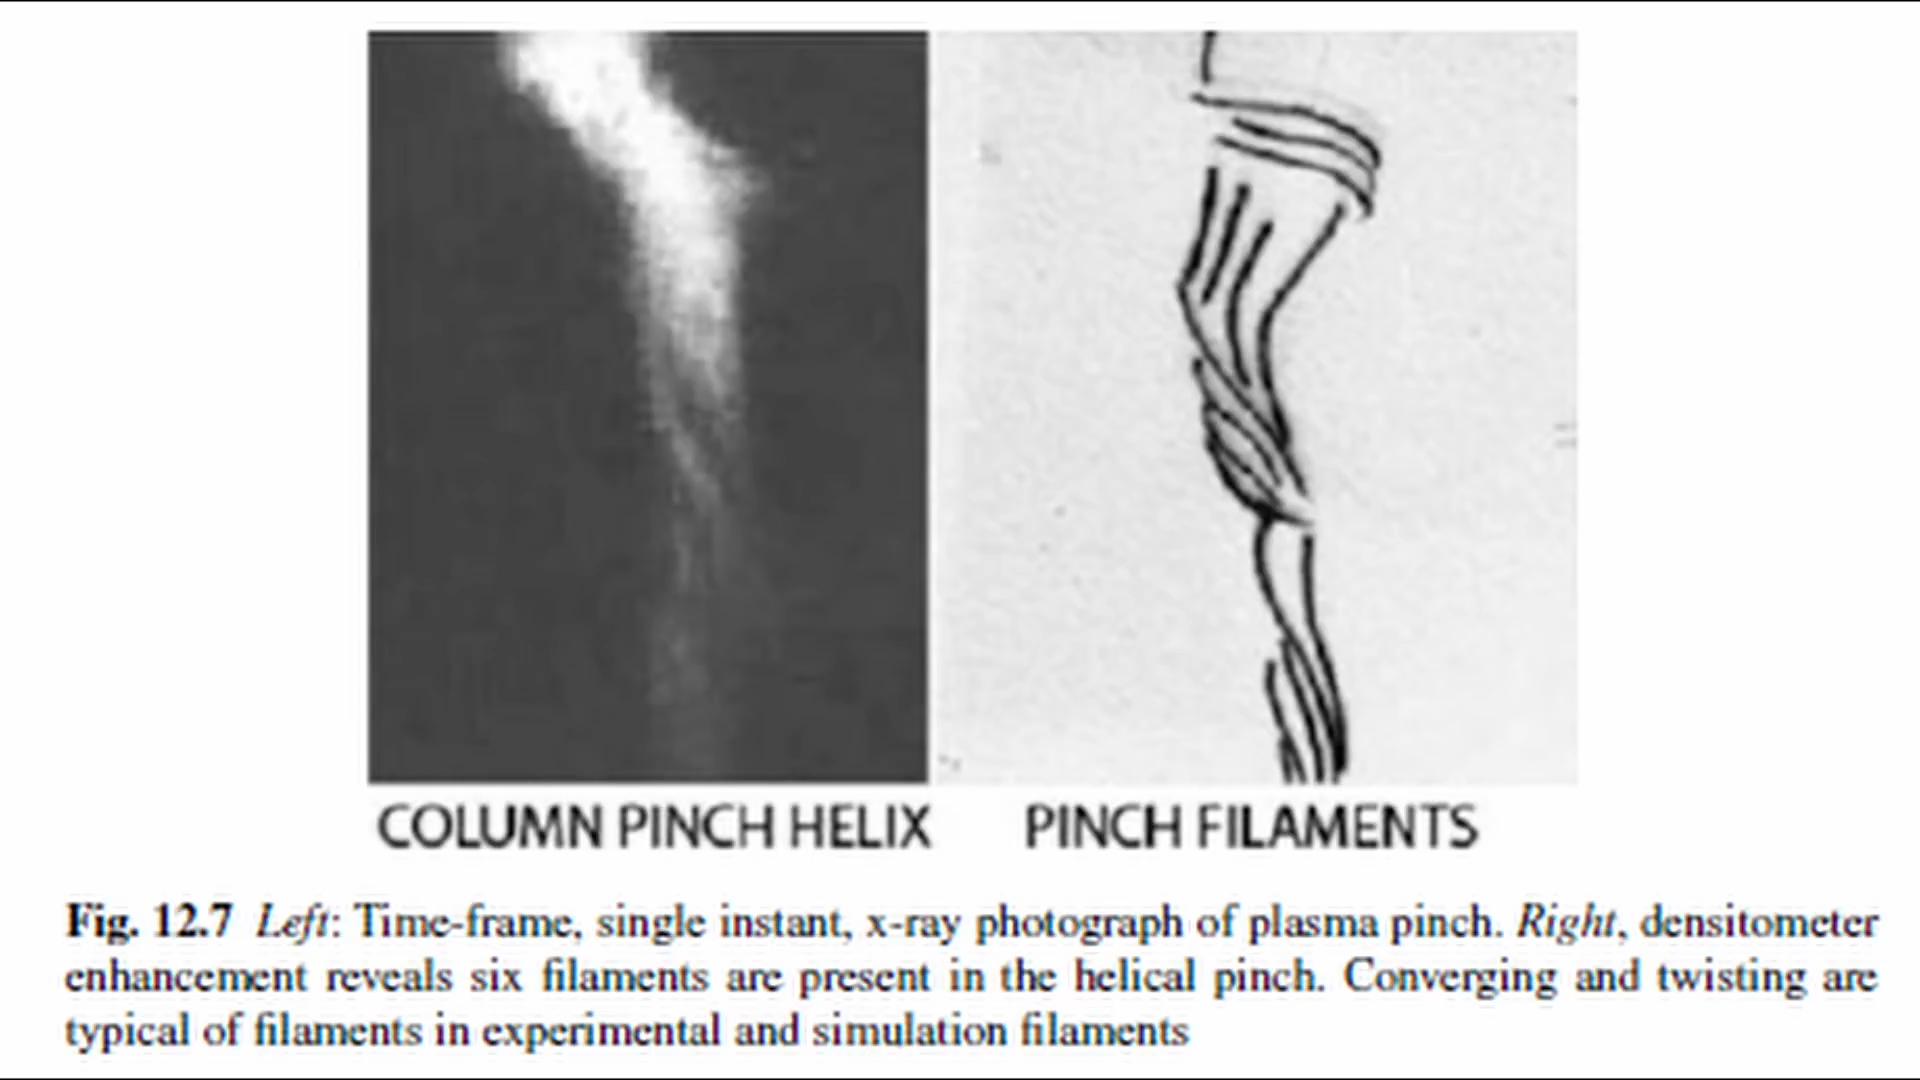 COLUMN PINCH HELIX
PINCH FILAMENTS
Fig. 12.7 Left: Time-frame, single instant, x-ray photograph of plasma pinch. Right, densitometer
enhancement reveals six filaments are present in the helical pinch. Converging and twisting are
typical of filaments in experimental and simulation filaments